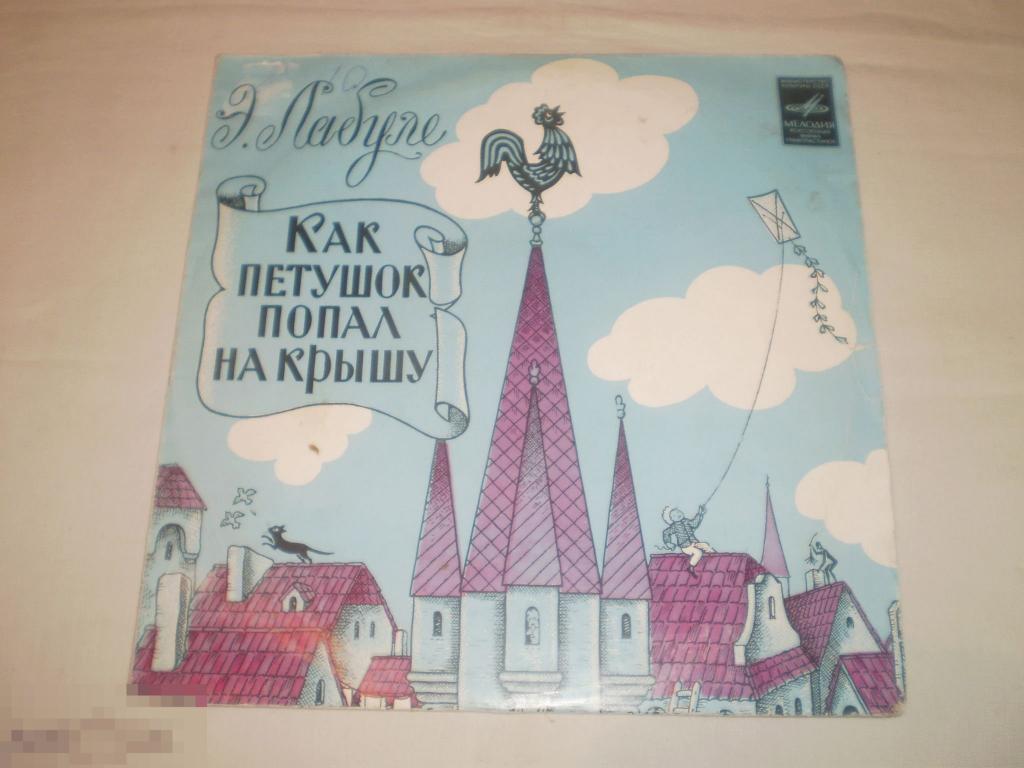 Э. Лабуле
Как
петушок
попал
на крышу
МЕЛОДИЯ